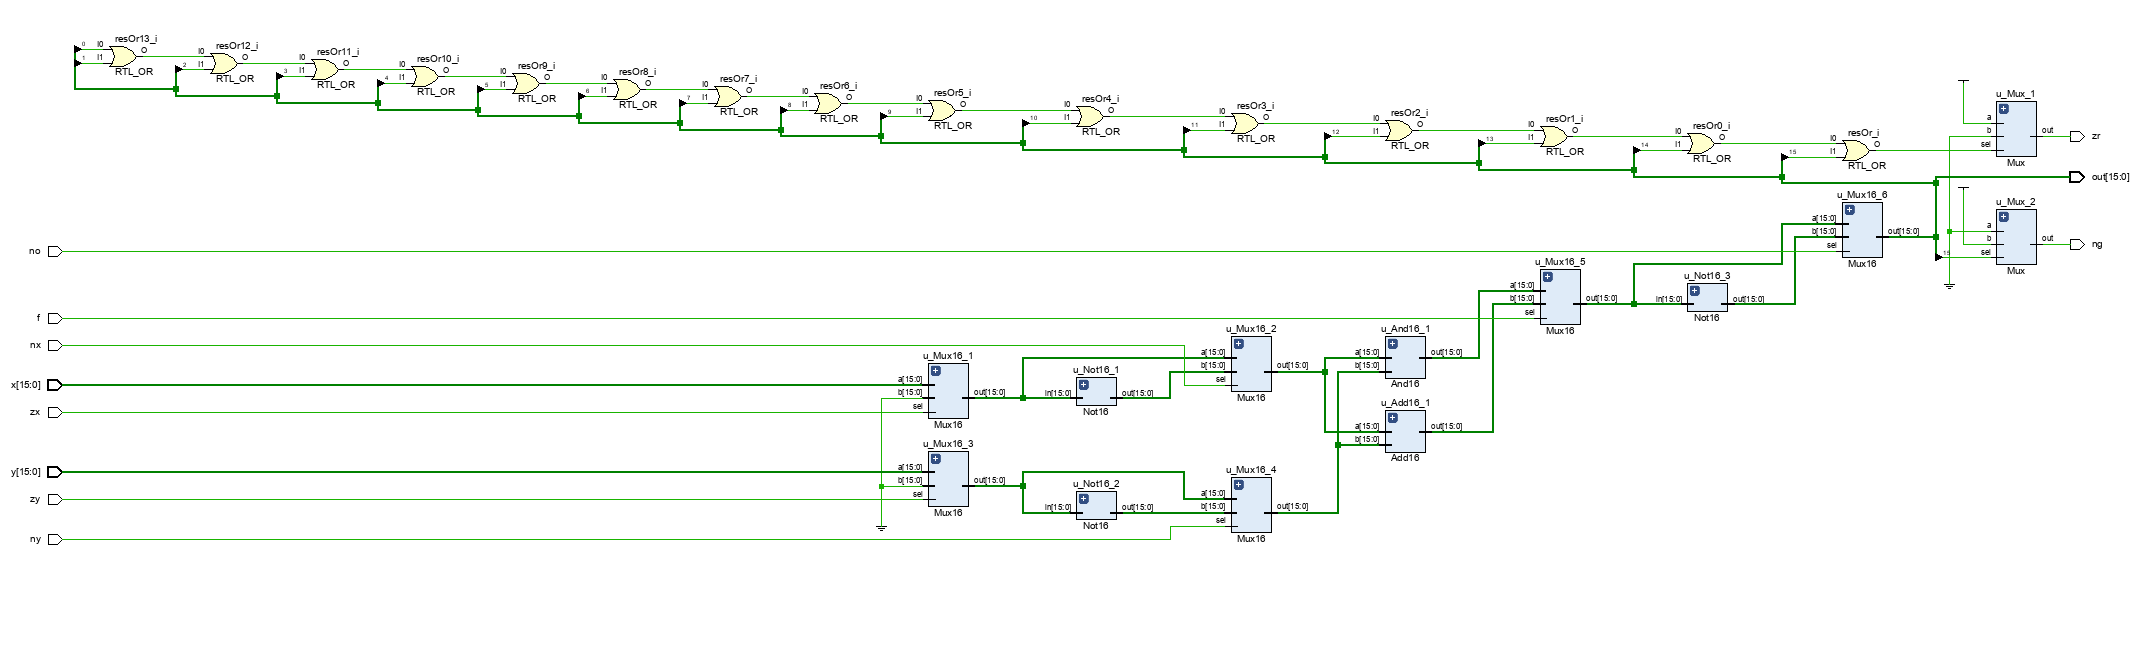 resOr13_i
0 I0 O
1 I1
RTL_OR
resOr12_i
I0 O
2 I1
RTL_OR
resOr11_i
I0 O
3 I1
RTL_OR
resOr10_i
I0 O
4 I1
RTL_OR
resOr9_i
I0 O
5 I1
RTL_OR
resOr8_i
I0 O
6 I1
RTL_OR
resOr7_i
I0 O
7 I1
RTL_OR
resOr6_i
I0 O
8 I1
RTL_OR
resOr5_i
I0 O
9 I1
RTL_OR
resOr4_i
I0 O
10 I1
RTL_OR
resOr3_i
I0 O
11 I1
RTL_OR
resOr2_i
I0 O
12 I1
RTL_OR
resOr1_i
I0 O
13 I1
RTL_OR
resOr0_i
I0 O
14 I1
RTL_OR
resOr_i
I0 O
15 I1
RTL_OR
u_Mux_1
a
b out
sel
Mux
zr
out[15:0]
u_Mux16_6
a[15:0]
b[15:0] out[15:0]
sel
Mux16
u_Mux_2
a
b out
15 sel
Mux
ng
no
f
nx
x[15:0]
zx
y[15:0]
zy
ny
u_Mux16_5
a[15:0]
b[15:0] out[15:0]
sel
Mux16
u_Not16_3
in[15:0] out[15:0]
Not16
u_Mux16_1
a[15:0]
b[15:0] out[15:0]
sel
Mux16
u_Not16_1
in[15:0] out[15:0]
Not16
u_Mux16_2
a[15:0]
b[15:0] out[15:0]
sel
Mux16
u_And16_1
a[15:0] out[15:0]
b[15:0]
And16
u_Add16_1
a[15:0] out[15:0]
b[15:0]
Add16
u_Mux16_3
a[15:0]
b[15:0] out[15:0]
sel
Mux16
u_Not16_2
in[15:0] out[15:0]
Not16
u_Mux16_4
a[15:0]
b[15:0] out[15:0]
sel
Mux16